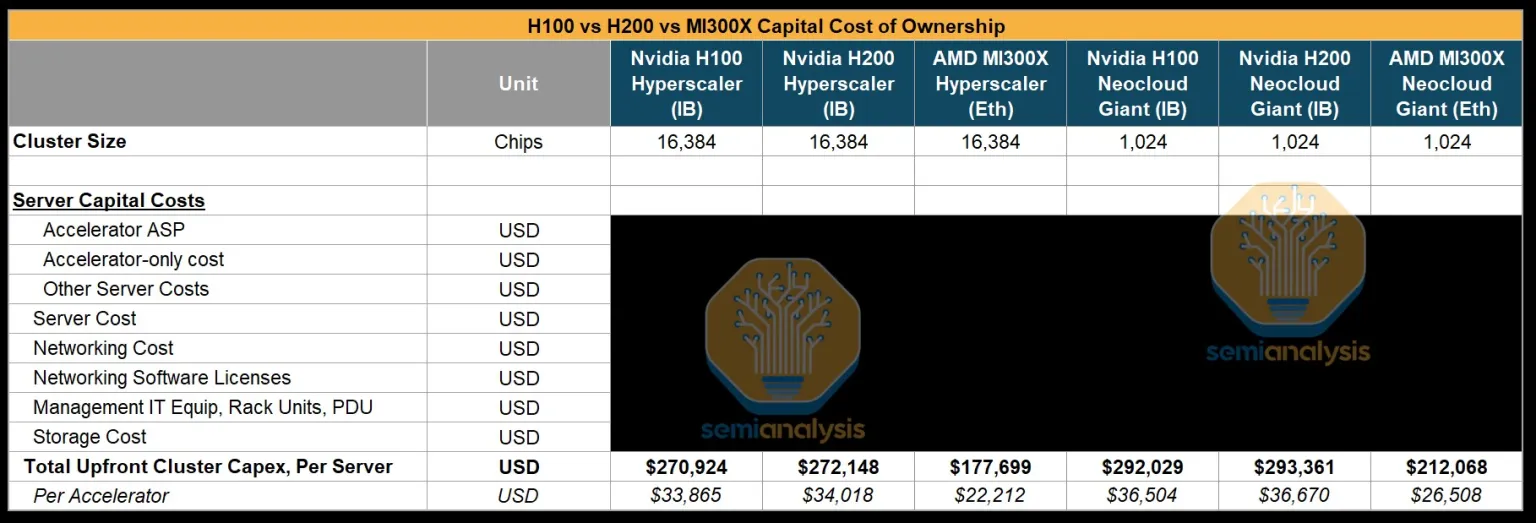 H100 vs H200 vs MI300X Capital Cost of Ownership
Unit Nvidia H100 Hyperscaler (IB) Nvidia H200 Hyperscaler (IB) AMD MI300X Hyperscaler (Eth) Nvidia H100 Neocloud Giant (IB) Nvidia H200 Neocloud Giant (IB) AMD MI300X Neocloud Giant (Eth)
Cluster Size Chips 16,384 16,384 16,384 1,024 1,024 1,024
Server Capital Costs
Accelerator ASP USD
Accelerator-only cost USD
Other Server Costs USD
Server Cost USD
Networking Cost USD
Networking Software Licenses USD
Management IT Equip, Rack Units, PDU USD
Storage Cost USD
semianalysis
semianalysis
Total Upfront Cluster Capex, Per Server USD $270,924 $272,148 $177,699 $292,029 $293,361 $212,068
Per Accelerator USD $33,865 $34,018 $22,212 $36,504 $36,670 $26,508